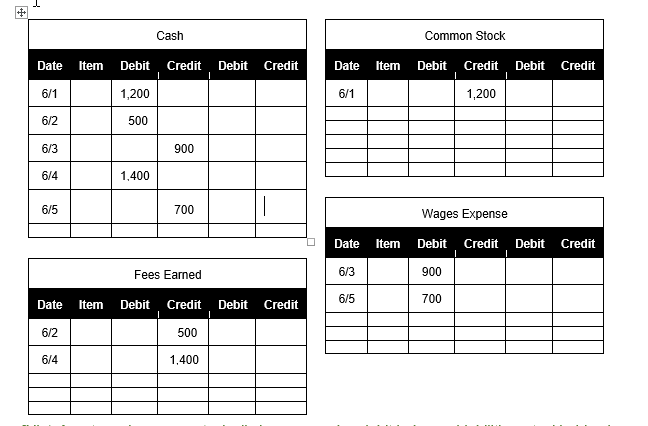 Cash
Date Item Debit Credit Debit Credit
6/1 1,200
6/2 500
6/3 900
6/4 1,400
6/5 700
Common Stock
Date Item Debit Credit Debit Credit
6/1 1,200
Fees Earned
Date Item Debit Credit Debit Credit
6/2 500
6/4 1,400
Wages Expense
Date Item Debit Credit Debit Credit
6/3 900
6/5 700